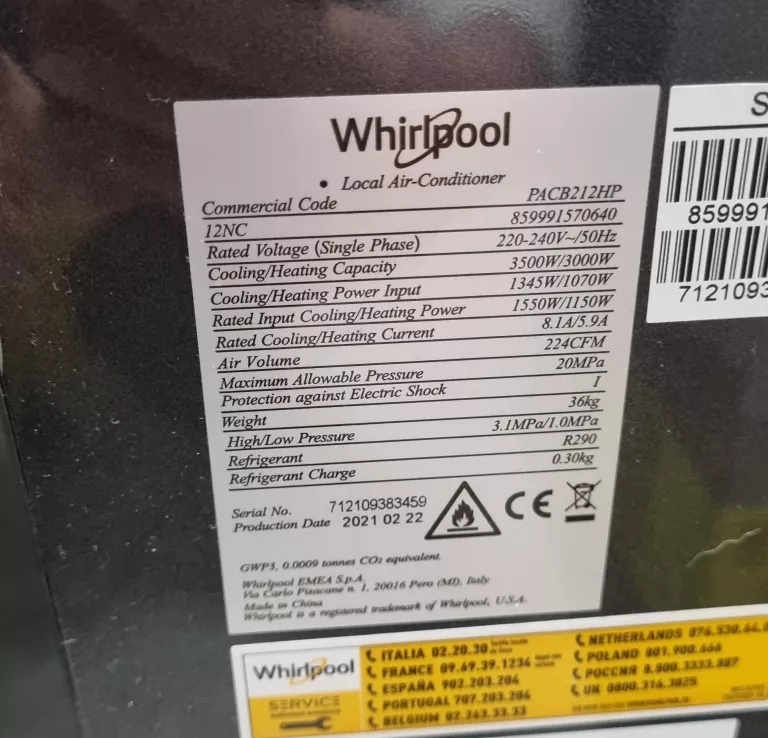 Whirlpool
• Local Air-Conditioner
Commercial Code PACB212HP
12NC 859991570640
Rated Voltage (Single Phase) 220-240V~/50Hz
Cooling/Heating Capacity 3500W/3000W
Cooling/Heating Power Input 1345W/1070W
Rated Input Cooling/Heating Power 1550W/1150W
Rated Cooling/Heating Current 8.1A/5.9A
Air Volume 224CFM
Maximum Allowable Pressure 20MPa
Protection against Electric Shock I
Weight 36kg
High/Low Pressure 3.1MPa/1.0MPa
Refrigerant R290
Refrigerant Charge 0.30kg
Serial No. 712109383459
Production Date 2021 02 22
CE
GWP3, 0.0009 tonnes CO2 equivalent.
Whirlpool EMEA S.p.A.
Via Carlo Pisacane n. 1, 20016 Pero (MI), Italy
Made in China
Whirlpool is a registered trademark of Whirlpool, U.S.A.
S
859991
7121093
Whirlpool
SERVICE
ITALIA 02.20.30
FRANCE 09.69.39.1234
ESPAÑA 902.203.204
PORTUGAL 707.203.204
BELGIUM 02.263.33.33
NETHERLANDS 076.530.64.0
POLAND 801.900.666
РОССИЯ 8.800.3333.887
UK 0800.316.3825